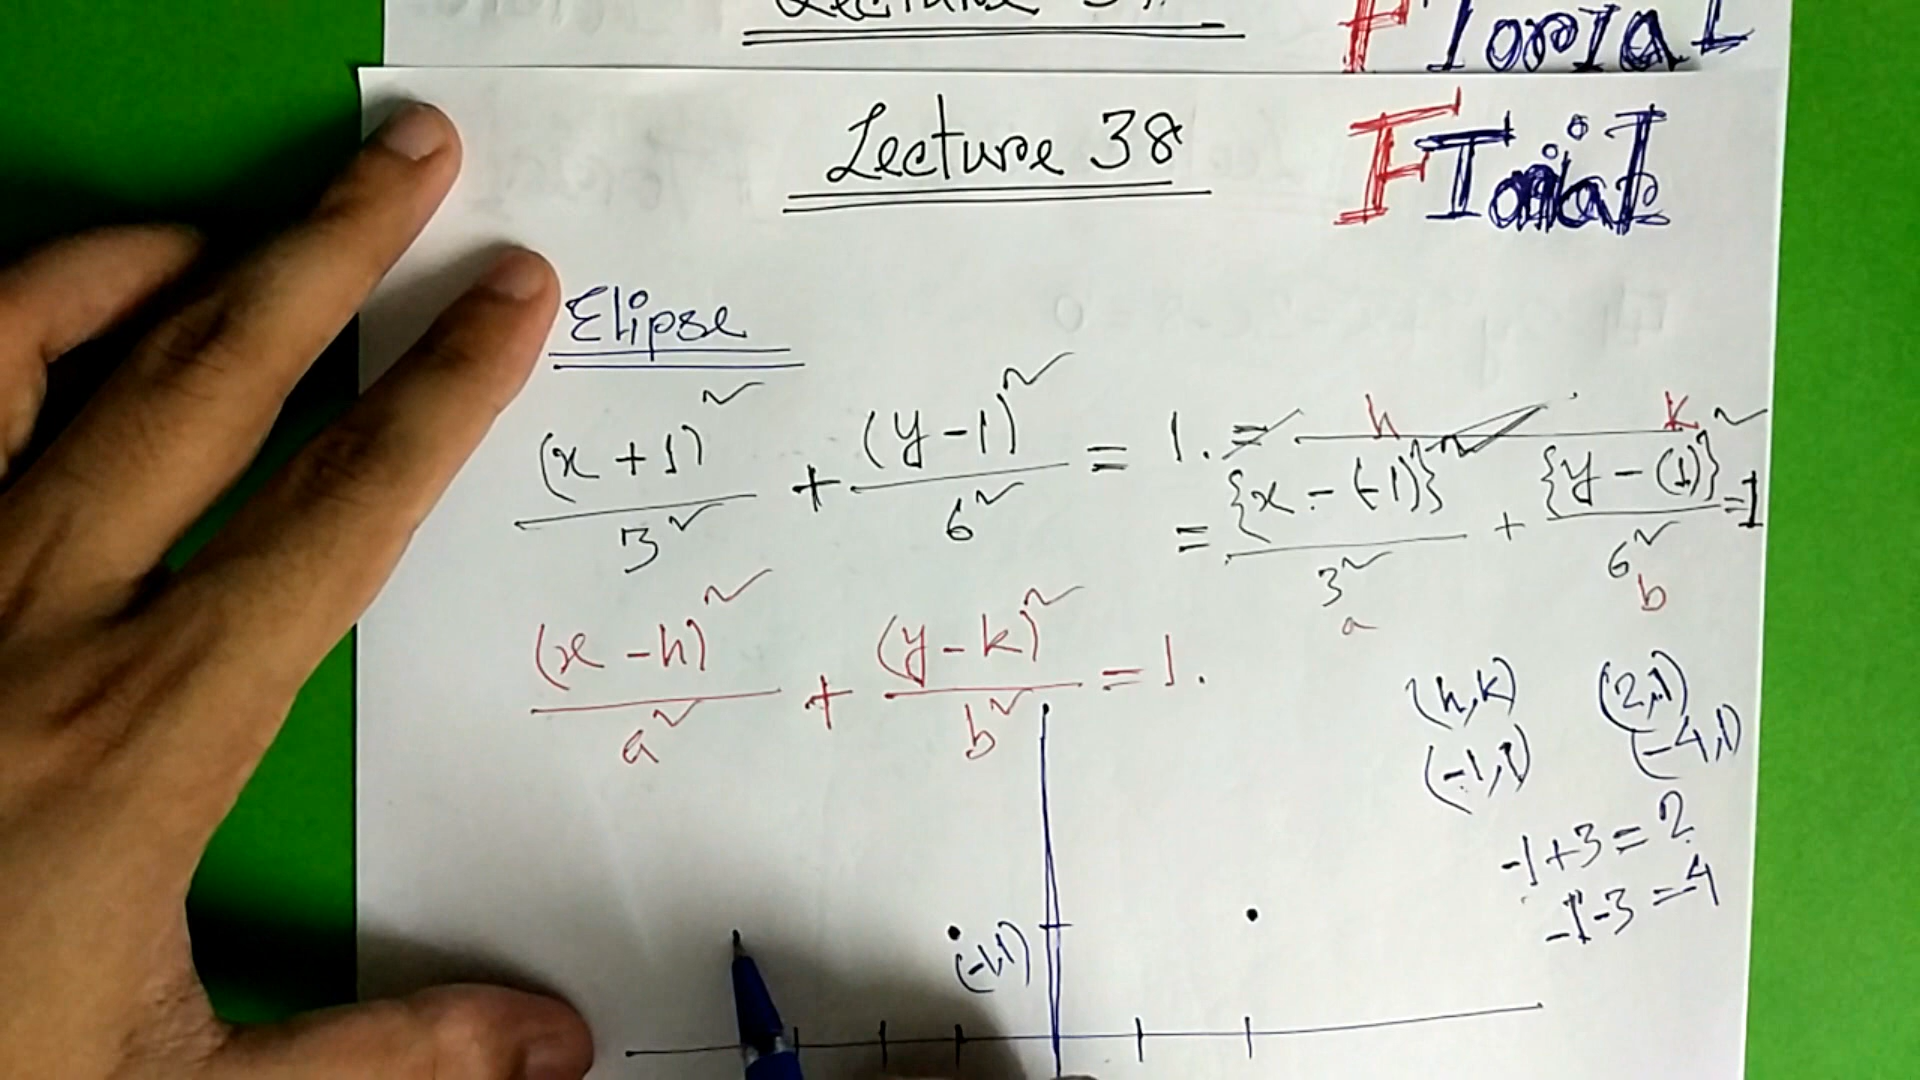 Lecture 38
Elipse
(x + 1)² / 3² + (y - 1)² / 6² = 1. =
h k
= {x - (-1)}² / 3² + {y - (1)}² / 6² = 1
a b
(x - h)² / a² + (y - k)² / b² = 1.
(h,k) (2,1)
(-1,1) (-4,1)
-1+3=2
-1-3=-4
(-1,1)